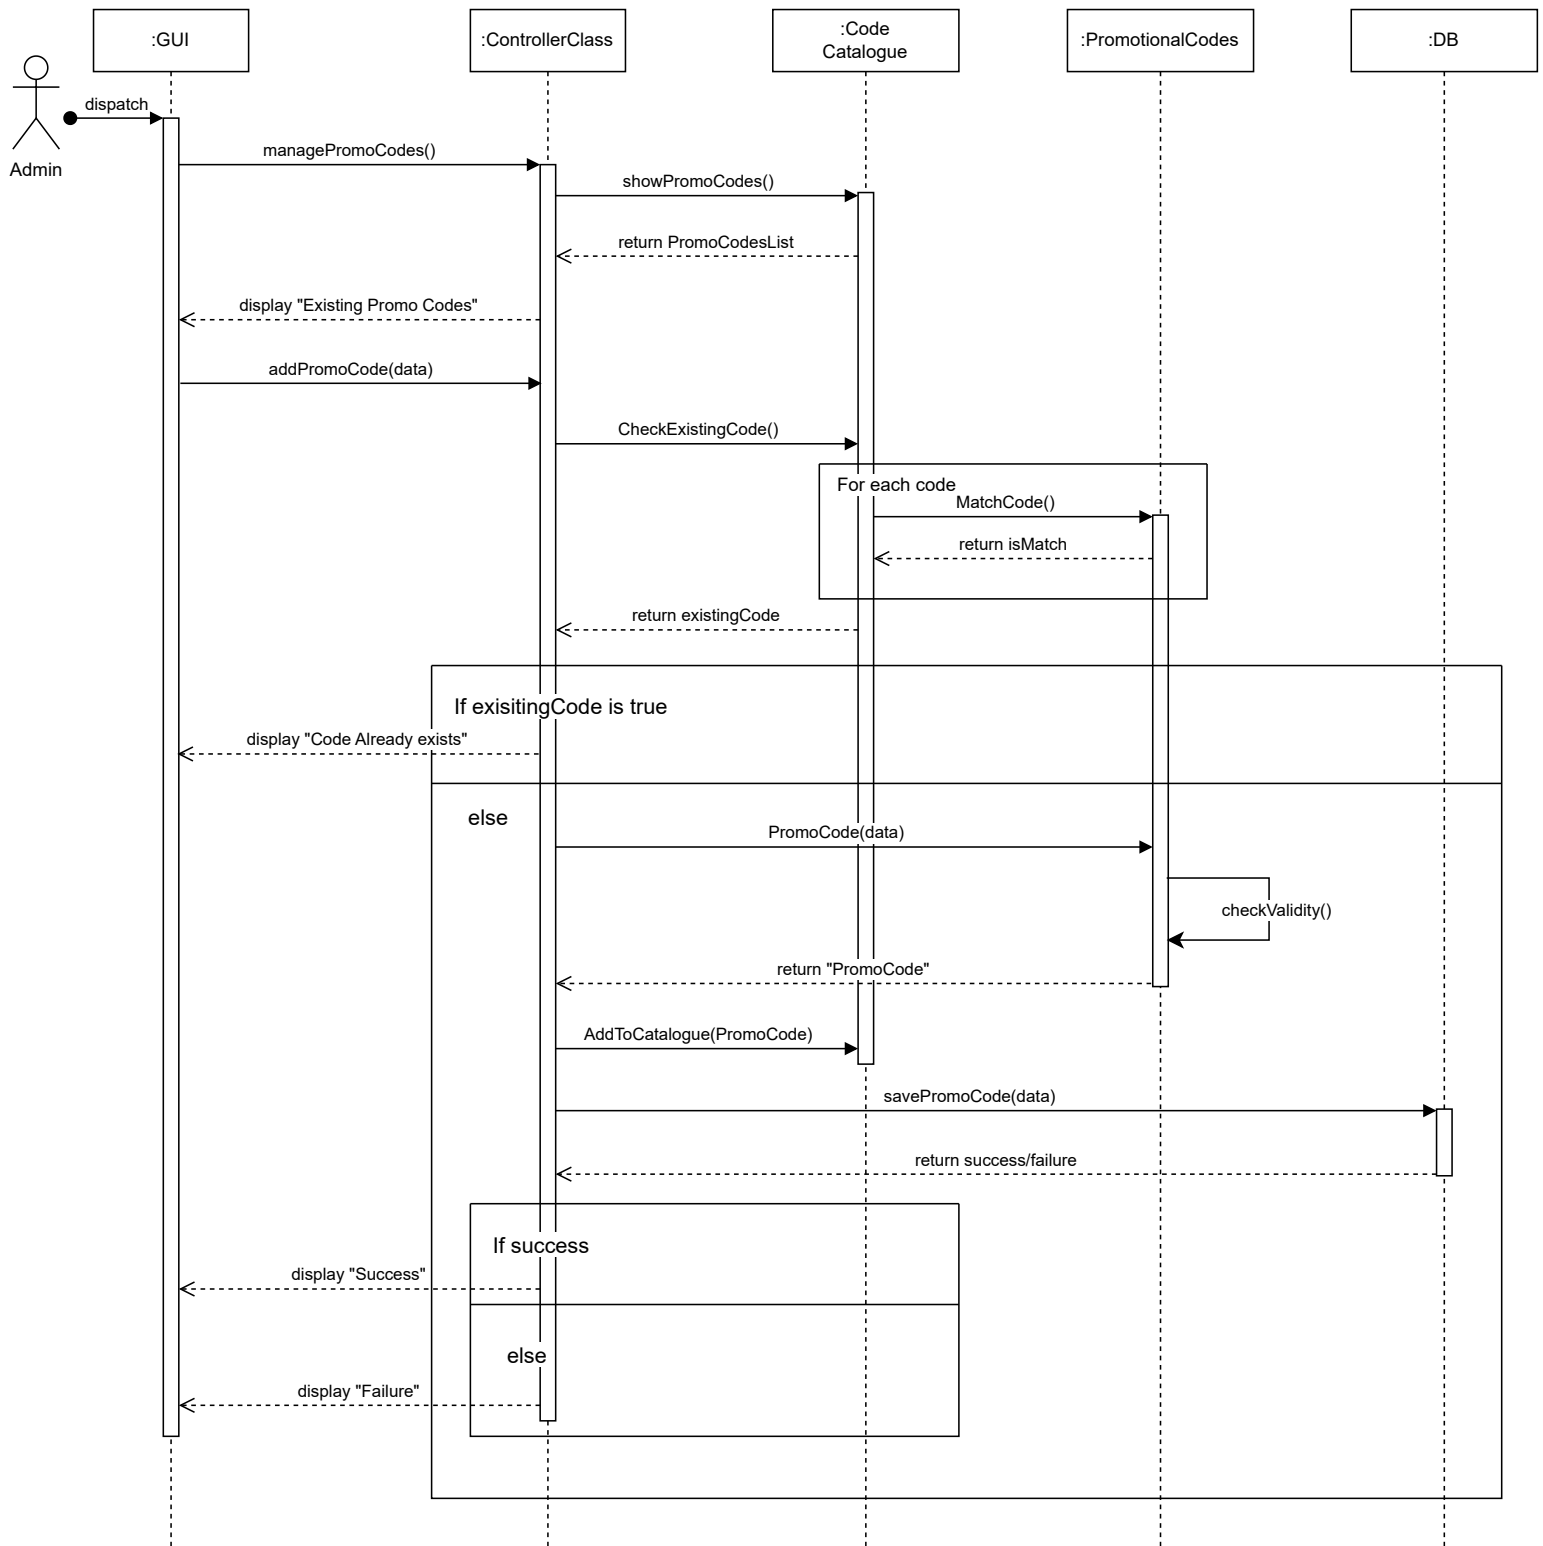 :GUI
:ControllerClass
:Code
Catalogue
:PromotionalCodes
:DB
Admin
dispatch
managePromoCodes()
showPromoCodes()
return PromoCodesList
display "Existing Promo Codes"
addPromoCode(data)
CheckExistingCode()
For each code
MatchCode()
return isMatch
return existingCode
If exisitingCode is true
display "Code Already exists"
else
PromoCode(data)
checkValidity()
return "PromoCode"
AddToCatalogue(PromoCode)
savePromoCode(data)
return success/failure
If success
display "Success"
else
display "Failure"